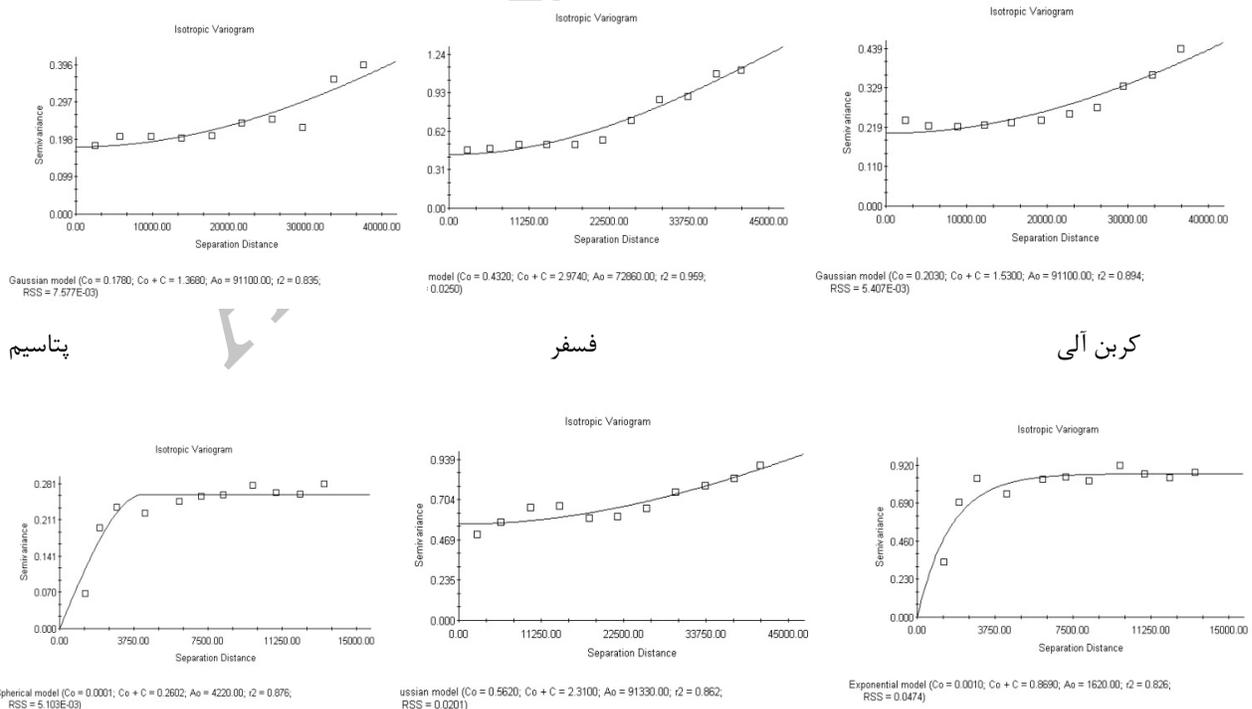 Isotropic Variogram
Semivariance
0.396
0.297
0.198
0.099
0.000
0.00 10000.00 20000.00 30000.00 40000.00
Separation Distance
Gaussian model (Co = 0.1780; Co + C = 1.3680; Ao = 91100.00; r2 = 0.835;
RSS = 7.577E-03)
Isotropic Variogram
1.24
0.93
0.62
0.31
0.00
0.00 11250.00 22500.00 33750.00 45000.00
Separation Distance
model (Co = 0.4320; Co + C = 2.9740; Ao = 72860.00; r2 = 0.959;
0.0250)
Isotropic Variogram
Semivariance
0.439
0.329
0.219
0.110
0.000
0.00 10000.00 20000.00 30000.00 40000.00
Separation Distance
Gaussian model (Co = 0.2030; Co + C = 1.5300; Ao = 91100.00; r2 = 0.894;
RSS = 5.407E-03)
کربن آلی
فسفر
پتاسیم
Isotropic Variogram
Semivariance
0.281
0.211
0.141
0.070
0.000
0.00 3750.00 7500.00 11250.00 15000.00
Separation Distance
pherical model (Co = 0.0001; Co + C = 0.2602; Ao = 4220.00; r2 = 0.876;
RSS = 5.103E-03)
Isotropic Variogram
Semivariance
0.939
0.704
0.469
0.235
0.000
0.00 11250.00 22500.00 33750.00 45000.00
Separation Distance
ussian model (Co = 0.5620; Co + C = 2.3100; Ao = 91330.00; r2 = 0.862;
RSS = 0.0201)
Isotropic Variogram
Semivariance
0.920
0.690
0.460
0.230
0.000
0.00 3750.00 7500.00 11250.00 15000.00
Separation Distance
Exponential model (Co = 0.0010; Co + C = 0.8690; Ao = 1620.00; r2 = 0.826;
RSS = 0.0474)